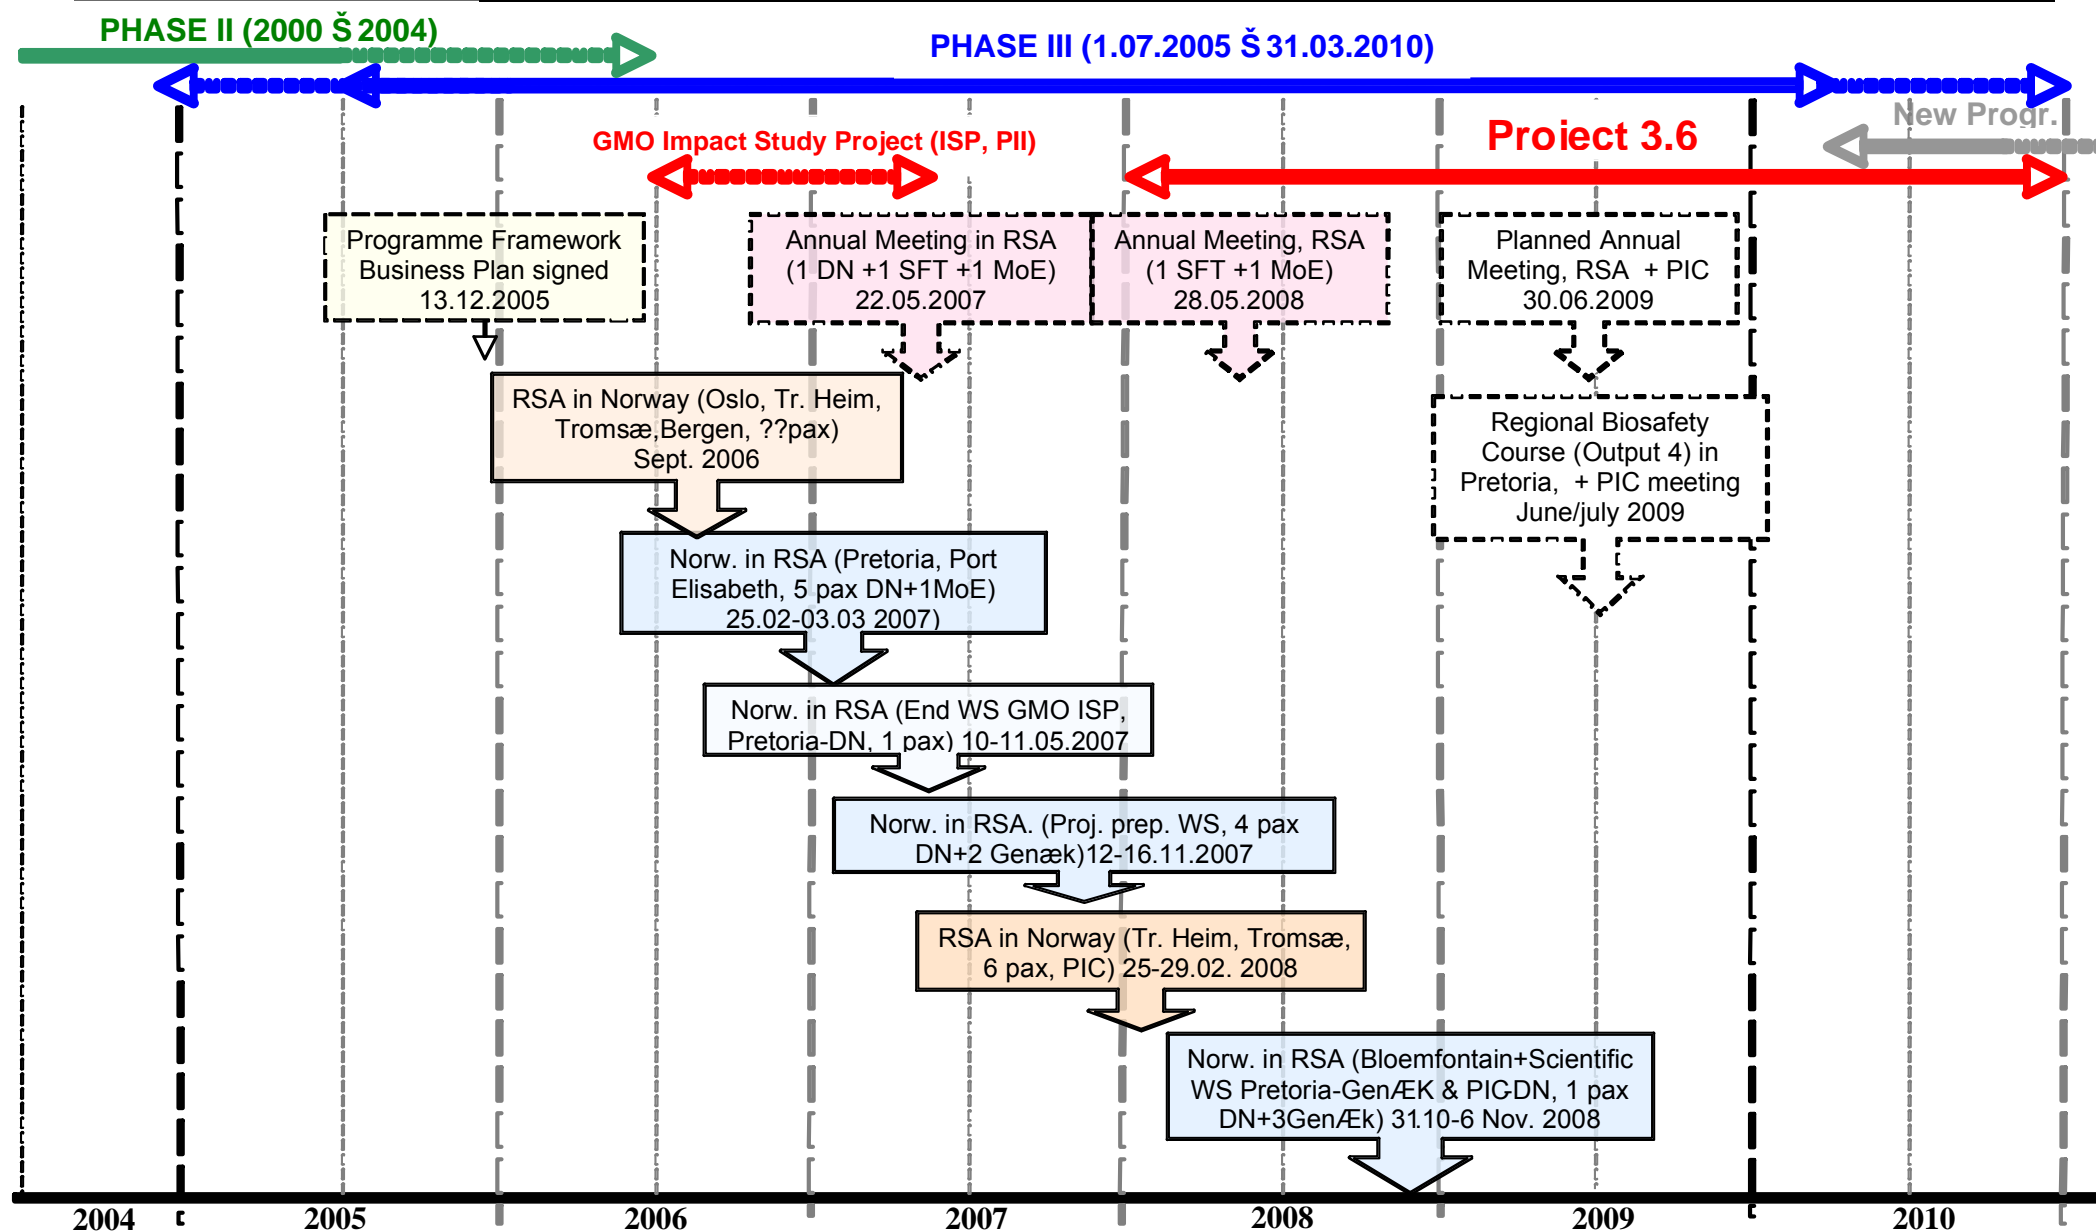 PHASE II (2000 Š 2004)
PHASE III (1.07.2005 Š 31.03.2010)
New Progr.
GMO Impact Study Project (ISP, PII)
Project 3.6
Programme Framework
Business Plan signed
13.12.2005
Annual Meeting in RSA
(1 DN +1 SFT +1 MoE)
22.05.2007
Annual Meeting, RSA
(1 SFT +1 MoE)
28.05.2008
Planned Annual
Meeting, RSA + PIC
30.06.2009
RSA in Norway (Oslo, Tr. Heim,
Tromsæ,Bergen, ??pax)
Sept. 2006
Regional Biosafety
Course (Output 4) in
Pretoria, + PIC meeting
June/july 2009
Norw. in RSA (Pretoria, Port
Elisabeth, 5 pax DN+1MoE)
25.02-03.03 2007)
Norw. in RSA (End WS GMO ISP,
Pretoria-DN, 1 pax) 10-11.05.2007
Norw. in RSA. (Proj. prep. WS, 4 pax
DN+2 Genæk)12-16.11.2007
RSA in Norway (Tr. Heim, Tromsæ,
6 pax, PIC) 25-29.02. 2008
Norw. in RSA (Bloemfontain+Scientific
WS Pretoria-GenÆK & PIC-DN, 1 pax
DN+3GenÆk) 31.10-6 Nov. 2008
2004 2005 2006 2007 2008 2009 2010